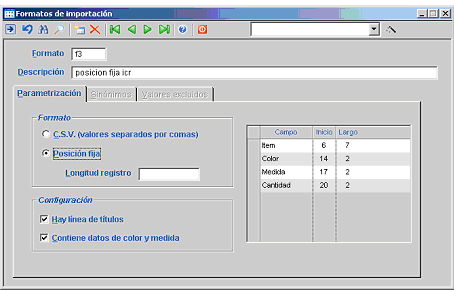 Formatos de importación
Formato f3
Descripción posicion fija icr
Parametrización Sinónimos Valores excluidos
Formato
C.S.V. (valores separados por comas)
Posición fija
Longitud registro
Configuración
Hay línea de títulos
Contiene datos de color y medida
Campo Inicio Largo
Item 6 7
Color 14 2
Medida 17 2
Cantidad 20 2